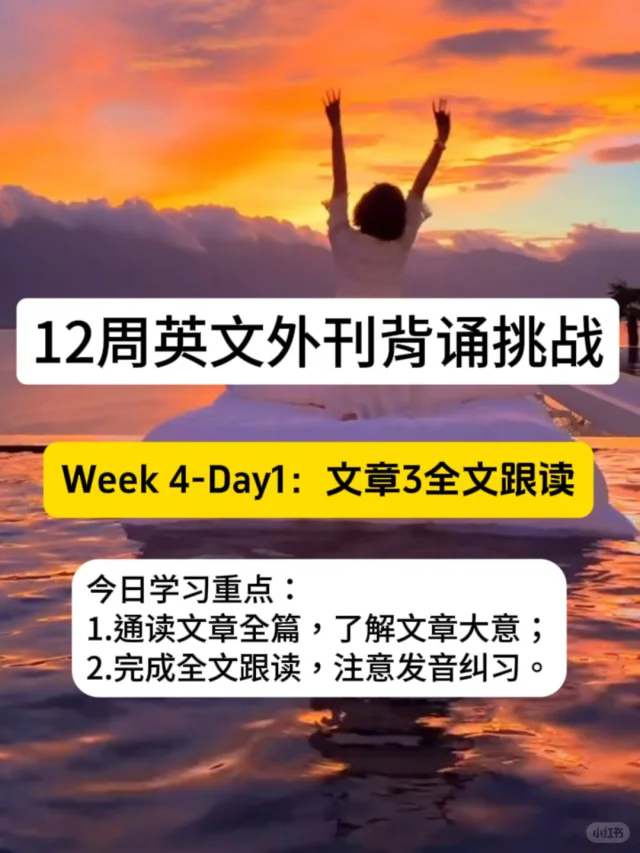 12周英文外刊背诵挑战
Week 4-Day1：文章3全文跟读
今日学习重点：
1.通读文章全篇，了解文章大意；
2.完成全文跟读，注意发音纠习。
小红书